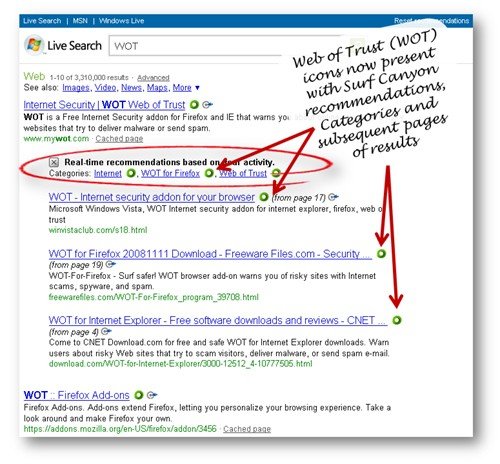 Live Search | MSN | Windows Live
Reset recommendations
Live Search
WOT
Web of Trust (WOT)
icons now present
with Surf Canyon
recommendations,
Categories and
subsequent pages
of results
Web 1-10 of 3,310,000 results · Advanced
See also: Images, Video, News, Maps, More ▼
Internet Security | WOT Web of Trust
WOT is a Free Internet Security addon for Firefox and IE that warns you
websites that try to deliver malware or send spam.
www.mywot.com · Cached page
Real-time recommendations based on your activity.
Categories: Internet , WOT for Firefox , Web of Trust
WOT - Internet security addon for your browser (from page 17)
Microsoft Windows Vista, WOT Internet security addon for internet explorer, firefox, web of
trust
winvistaclub.com/s18.html
WOT for Firefox 20081111 Download - Freeware Files.com - Security ...
(from page 19)
WOT-For-Firefox - Surf safer! WOT browser add-on warns you of risky sites with Internet
scams, spyware, and spam.
freewarefiles.com/WOT-For-Firefox_program_39708.html
WOT for Internet Explorer - Free software downloads and reviews - CNET ...
(from page 4)
Come to CNET Download.com for free and safe WOT for Internet Explorer downloads. Warn
users about risky Web sites that try to scam visitors, deliver malware, or send spam e-mail.
download.com/WOT-for-Internet-Explorer/3000-12512_4-10777505.html
WOT :: Firefox Add-ons
Firefox Add-ons. Add-ons extend Firefox, letting you personalize your browsing experience. Take a
look around and make Firefox your own.
https://addons.mozilla.org/en-US/firefox/addon/3456 · Cached page